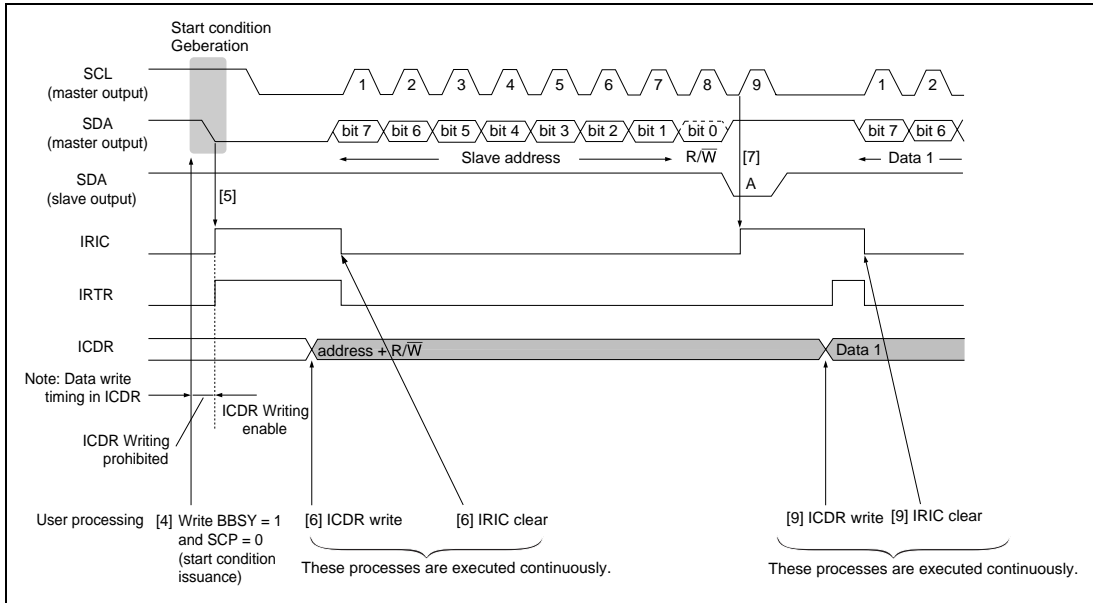 Start condition
Geberation
SCL
(master output)
1 2 3 4 5 6 7 8 9 1 2
SDA
(master output)
bit 7 bit 6 bit 5 bit 4 bit 3 bit 2 bit 1 bit 0 bit 7 bit 6
Slave address R/W̅ [7] Data 1
SDA
(slave output)
[5]
A
IRIC
IRTR
ICDR
address + R/W̅
Data 1
Note: Data write
timing in ICDR
ICDR Writing
enable
ICDR Writing
prohibited
User processing
[4] Write BBSY = 1
and SCP = 0
(start condition
issuance)
[6] ICDR write
[6] IRIC clear
These processes are executed continuously.
[9] ICDR write
[9] IRIC clear
These processes are executed continuously.